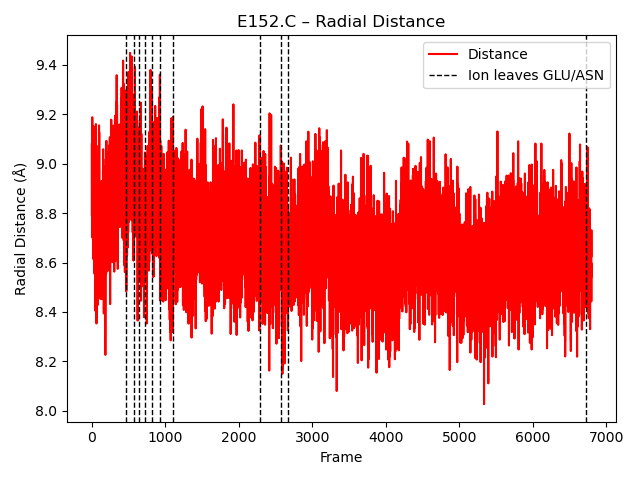 E152.C – Radial Distance
Distance
Ion leaves GLU/ASN
Radial Distance (Å)
9.4
9.2
9.0
8.8
8.6
8.4
8.2
8.0
0 1000 2000 3000 4000 5000 6000 7000
Frame